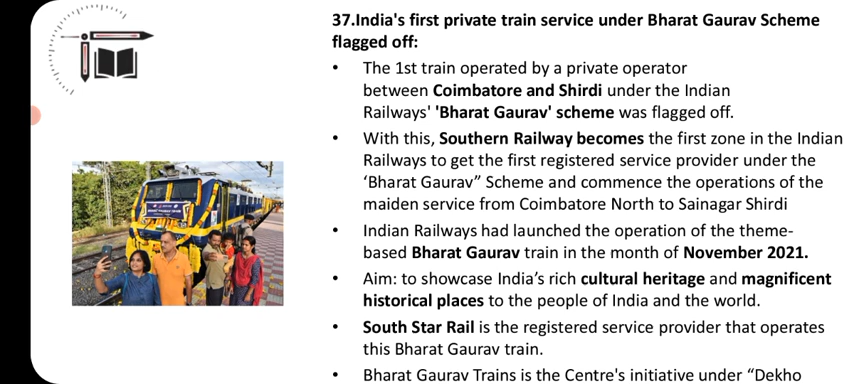 37.India's first private train service under Bharat Gaurav Scheme
flagged off:
• The 1st train operated by a private operator
between Coimbatore and Shirdi under the Indian
Railways' 'Bharat Gaurav' scheme was flagged off.
• With this, Southern Railway becomes the first zone in the Indian
Railways to get the first registered service provider under the
‘Bharat Gaurav” Scheme and commence the operations of the
maiden service from Coimbatore North to Sainagar Shirdi
• Indian Railways had launched the operation of the theme-
based Bharat Gaurav train in the month of November 2021.
• Aim: to showcase India’s rich cultural heritage and magnificent
historical places to the people of India and the world.
• South Star Rail is the registered service provider that operates
this Bharat Gaurav train.
• Bharat Gaurav Trains is the Centre's initiative under “Dekho